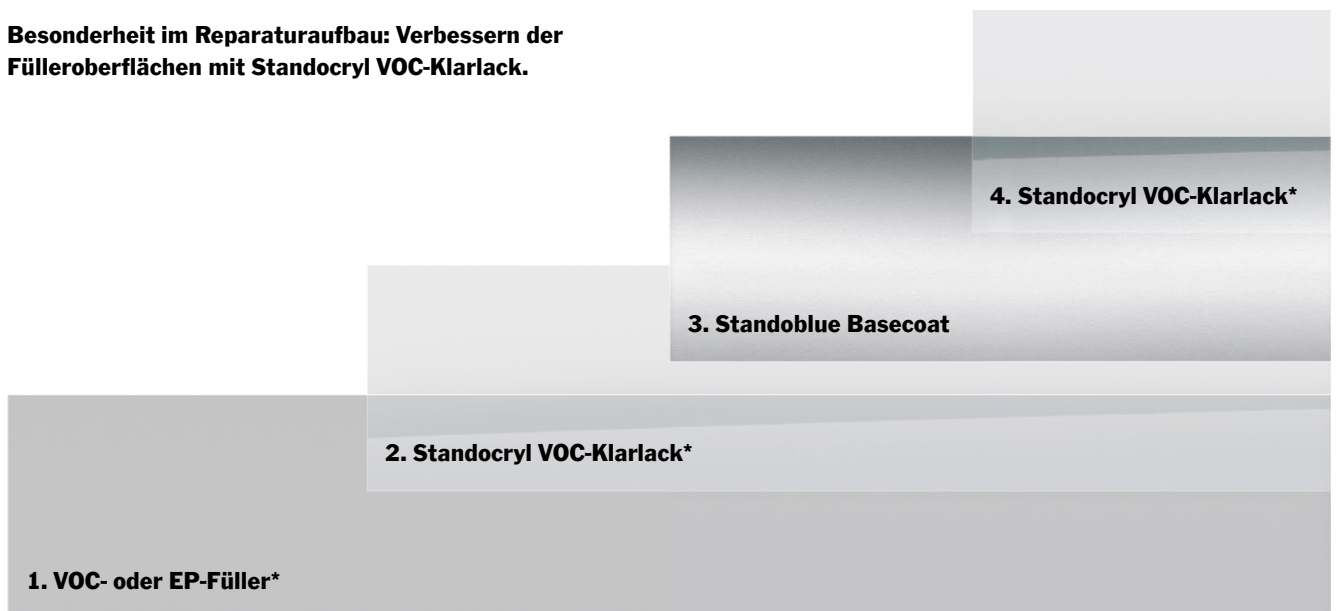 Besonderheit im Reparaturaufbau: Verbessern der
Fülleroberflächen mit Standocryl VOC-Klarlack.
4. Standocryl VOC-Klarlack*
3. Standoblue Basecoat
2. Standocryl VOC-Klarlack*
1. VOC- oder EP-Füller*